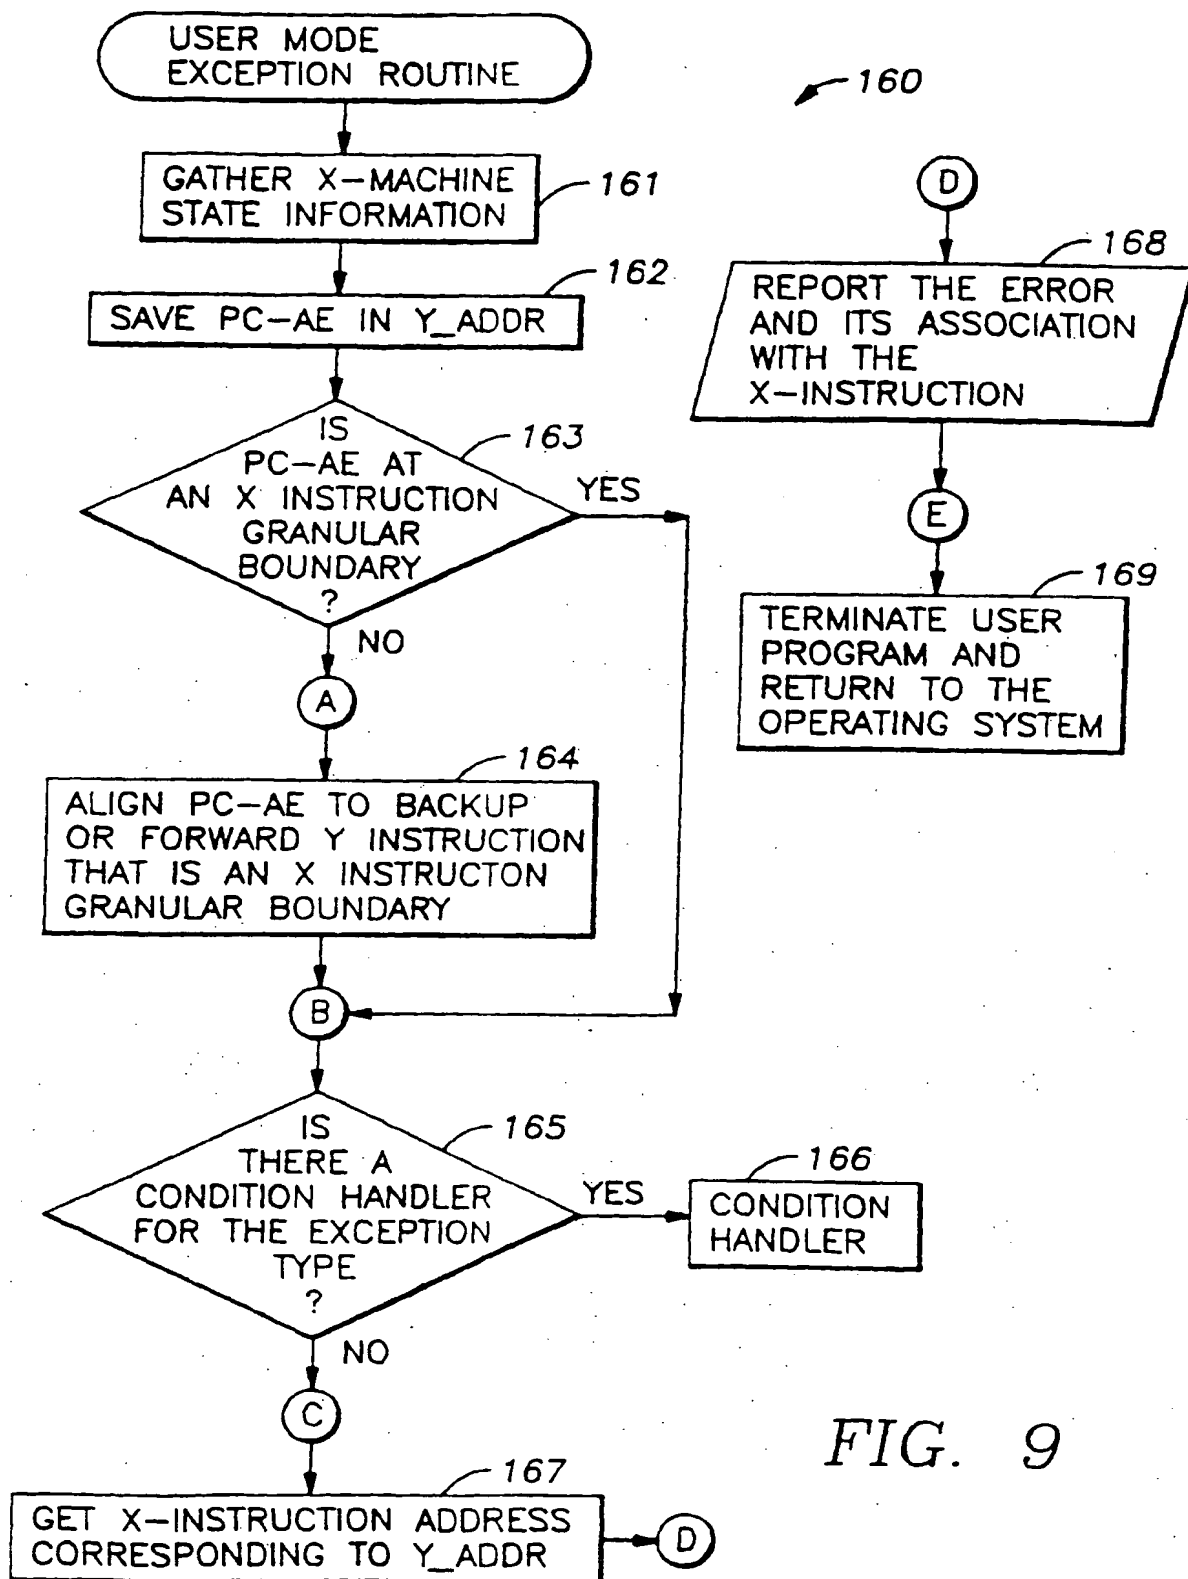 USER MODE
EXCEPTION ROUTINE
160
GATHER X-MACHINE
STATE INFORMATION
161
162
SAVE PC-AE IN Y_ADDR
IS
PC-AE AT
AN X INSTRUCTION
GRANULAR
BOUNDARY
?
163
YES
NO
A
164
ALIGN PC-AE TO BACKUP
OR FORWARD Y INSTRUCTION
THAT IS AN X INSTRUCTON
GRANULAR BOUNDARY
B
IS
THERE A
CONDITION HANDLER
FOR THE EXCEPTION
TYPE
?
165
YES
166
CONDITION
HANDLER
NO
C
167
GET X-INSTRUCTION ADDRESS
CORRESPONDING TO Y_ADDR
D
D
168
REPORT THE ERROR
AND ITS ASSOCIATION
WITH THE
X-INSTRUCTION
E
169
TERMINATE USER
PROGRAM AND
RETURN TO THE
OPERATING SYSTEM
FIG. 9